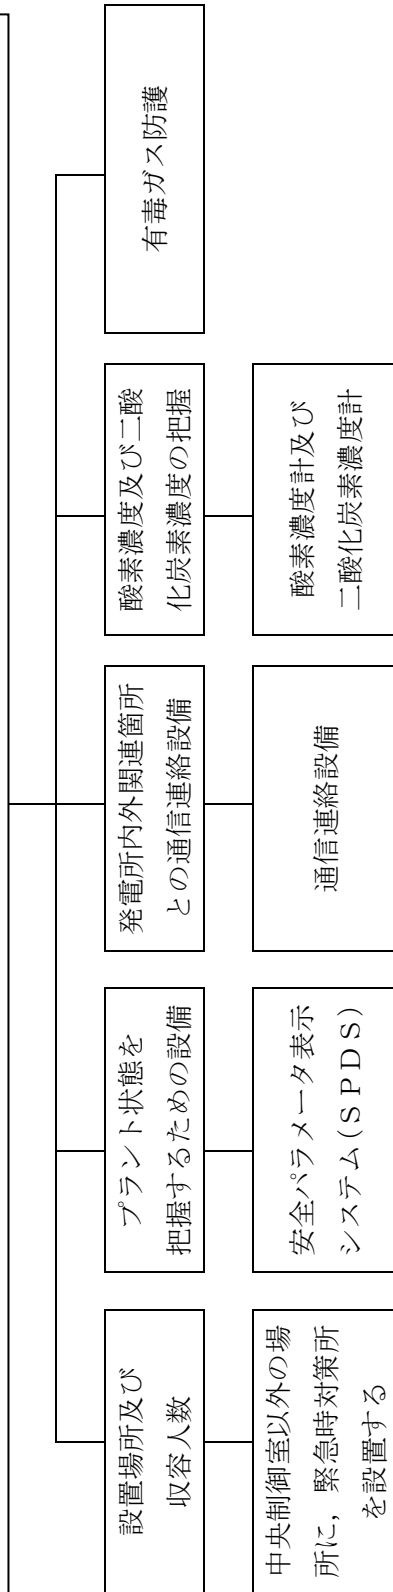 設置場所及び
収容人数
プラント状態を
把握するための設備
発電所内外関連箇所
との通信連絡設備
酸素濃度及び二酸
化炭素濃度の把握
有毒ガス防護
中央制御室以外の場
所に，緊急時対策所
を設置する
安全パラメータ表示
システム(ＳＰＤＳ)
通信連絡設備
酸素濃度計及び
二酸化炭素濃度計